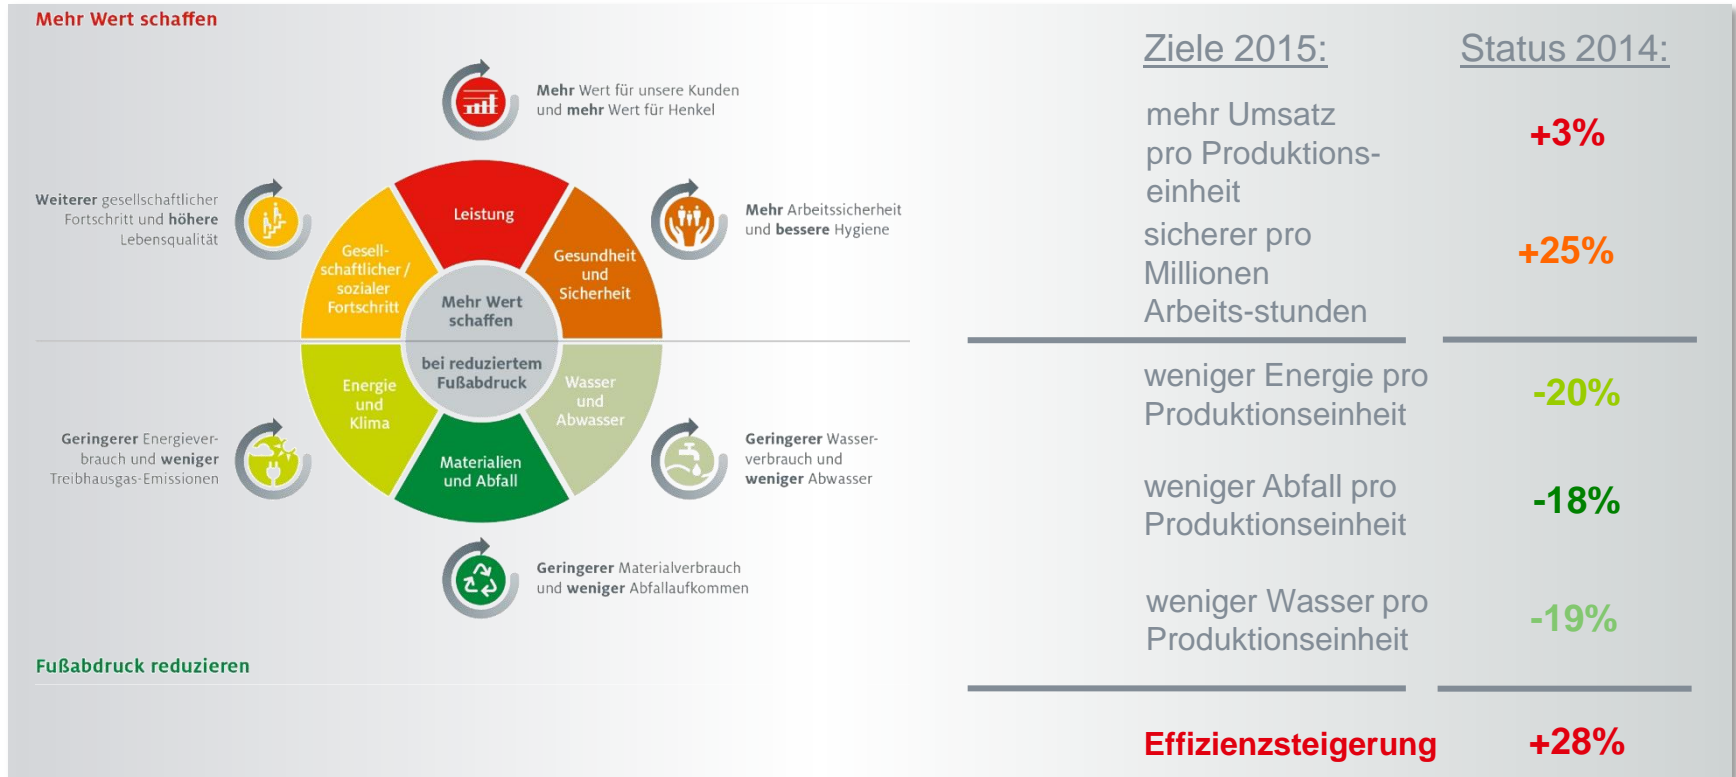 Mehr Wert schaffen
Mehr Wert für unsere Kunden
und mehr Wert für Henkel
Weiterer gesellschaftlicher
Fortschritt und höhere
Lebensqualität
Mehr Arbeitssicherheit
und bessere Hygiene
Leistung
Gesell-
schaftlicher/
sozialer
Fortschritt
Gesundheit
und
Sicherheit
Mehr Wert
schaffen
bei reduziertem
Fußabdruck
Energie
und
Klima
Wasser
und
Abwasser
Materialien
und Abfall
Geringerer Energiever-
brauch und weniger
Treibhausgas-Emissionen
Geringerer Wasser-
verbrauch und
weniger Abwasser
Geringerer Materialverbrauch
und weniger Abfallaufkommen
Fußabdruck reduzieren
Ziele 2015:
Status 2014:
mehr Umsatz
pro Produktions-
einheit
+3%
sicherer pro
Millionen
Arbeits-stunden
+25%
weniger Energie pro
Produktionseinheit
-20%
weniger Abfall pro
Produktionseinheit
-18%
weniger Wasser pro
Produktionseinheit
-19%
Effizienzsteigerung
+28%